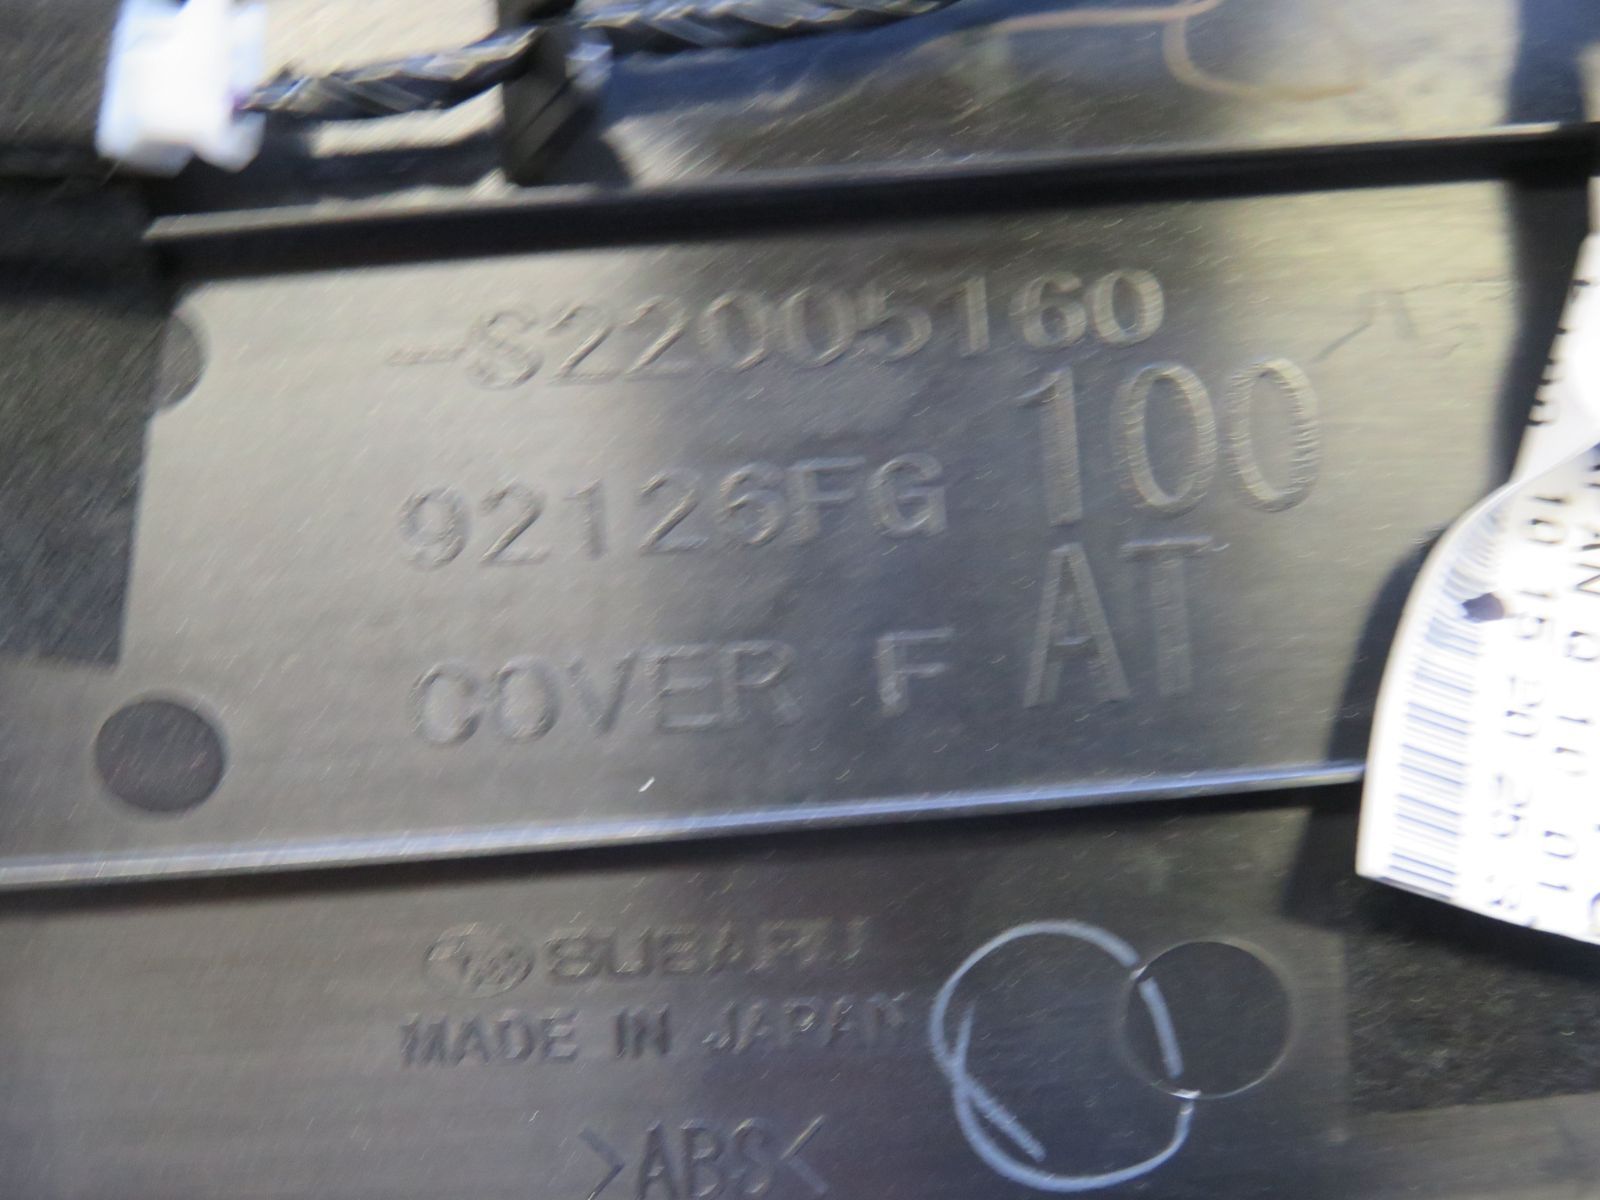 -S22005160
92126FG 100
COVER F AT
SUBARU
MADE IN JAPAN
>ABS<